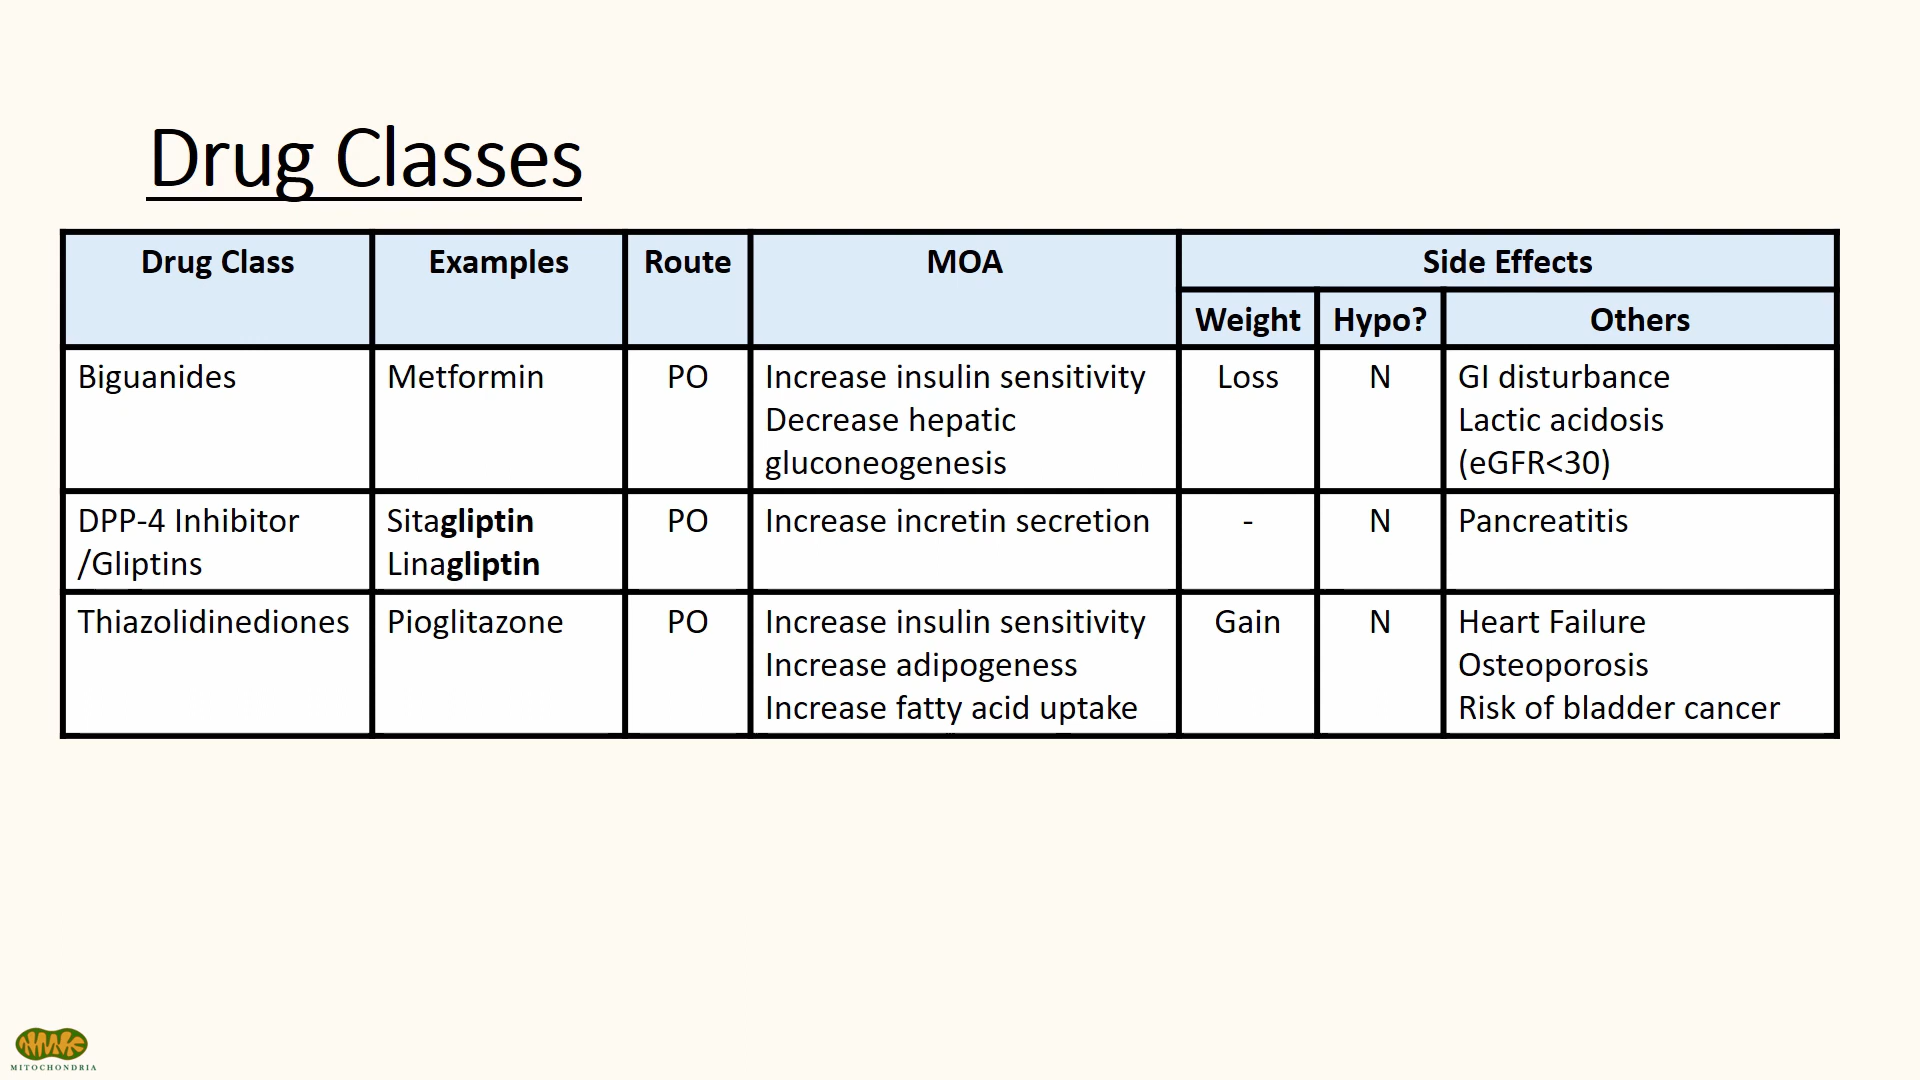 Drug Classes
Drug Class Examples Route MOA Side Effects
Weight Hypo? Others
Biguanides Metformin PO Increase insulin sensitivity Loss N GI disturbance
Decrease hepatic Lactic acidosis
gluconeogenesis (eGFR<30)
DPP-4 Inhibitor Sitagliptin PO Increase incretin secretion - N Pancreatitis
/Gliptins Linagliptin
Thiazolidinediones Pioglitazone PO Increase insulin sensitivity Gain N Heart Failure
Increase adipogeness Osteoporosis
Increase fatty acid uptake Risk of bladder cancer
MITOCHONDRIA